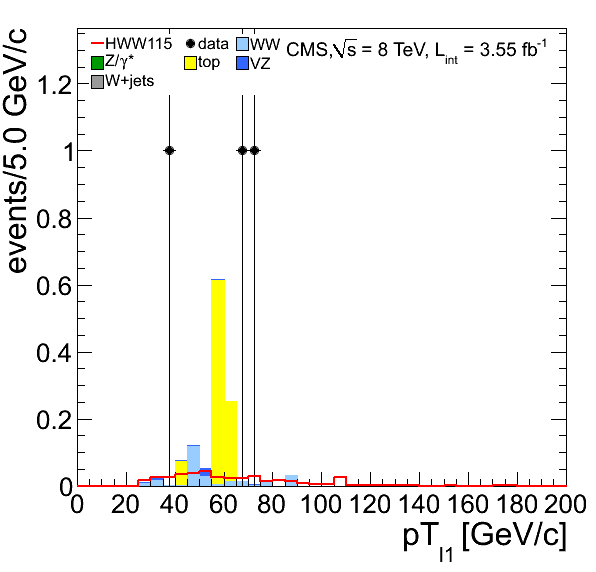 HWW115 data WW CMS,√s = 8 TeV, L_int = 3.55 fb⁻¹
Z/γ* top VZ
W+jets
events/5.0 GeV/c
1.2
1
0.8
0.6
0.4
0.2
0
0 20 40 60 80 100 120 140 160 180 200
pT_l1 [GeV/c]